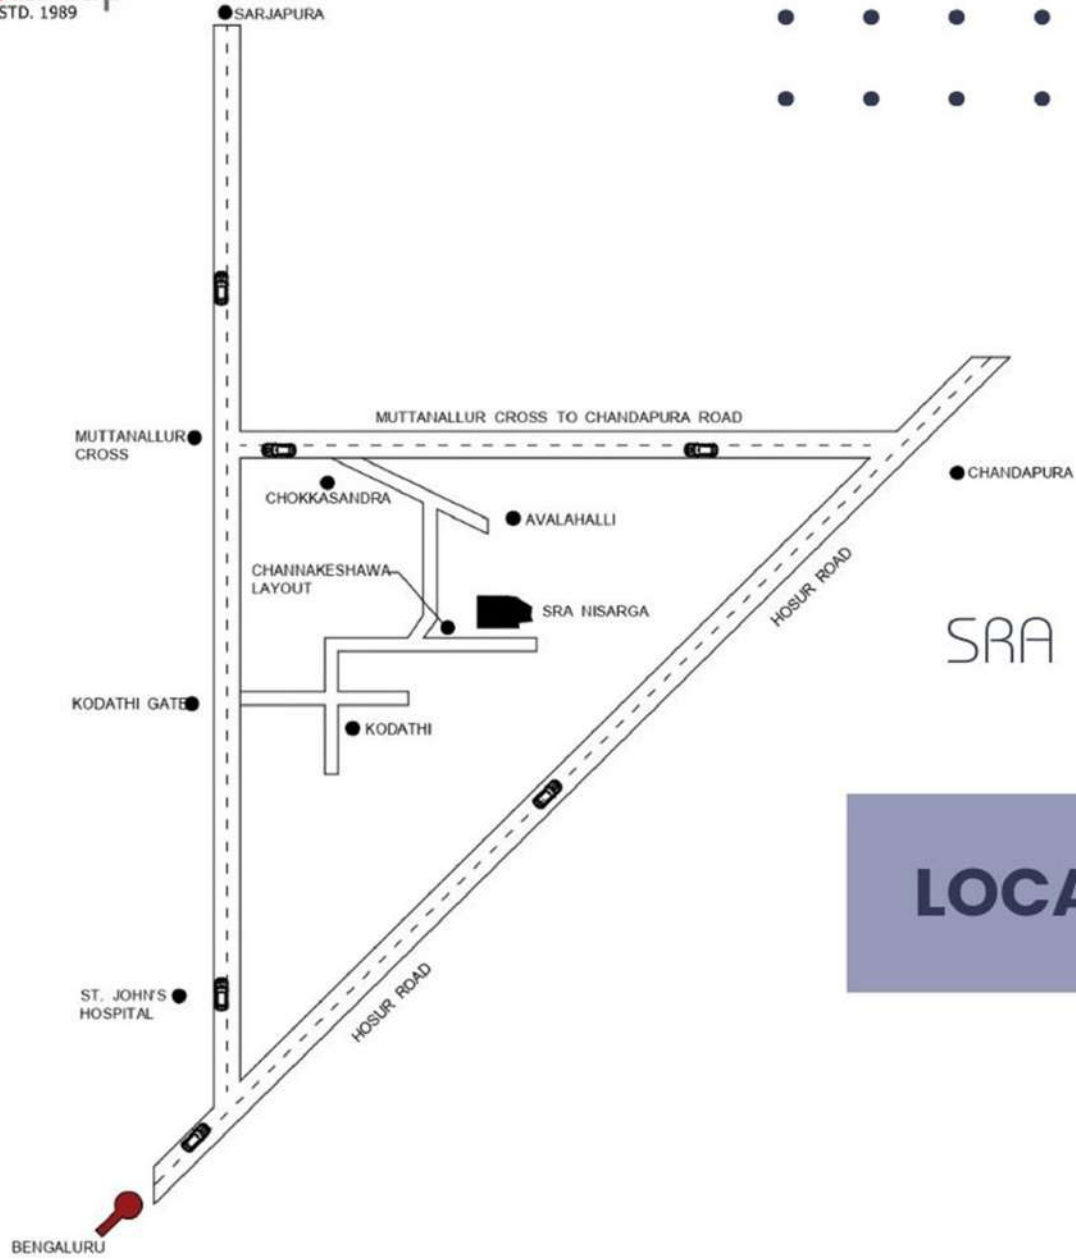 STD. 1989
SARJAPURA
MUTTANALLUR CROSS TO CHANDAPURA ROAD
MUTTANALLUR
CROSS
CHANDAPURA
CHOKKASANDRA
AVALAHALLI
HOSUR ROAD
CHANNAKESHAWA
LAYOUT
SRA NISARGA
SRA
KODATHI GATE
KODATHI
LOCA
HOSUR ROAD
ST. JOHN'S
HOSPITAL
BENGALURU